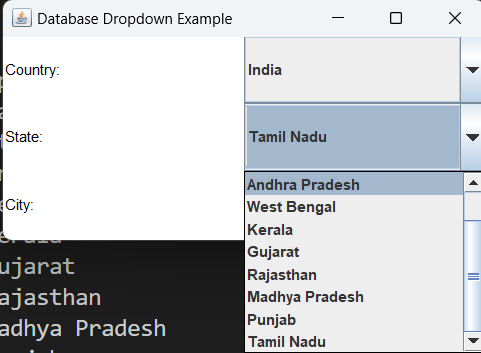 Database Dropdown Example
Country:
India
State:
Tamil Nadu
Andhra Pradesh
West Bengal
City:
Kerala
Gujarat
Rajasthan
Madhya Pradesh
Punjab
Tamil Nadu
ujarat
ajasthan
adhya Pradesh